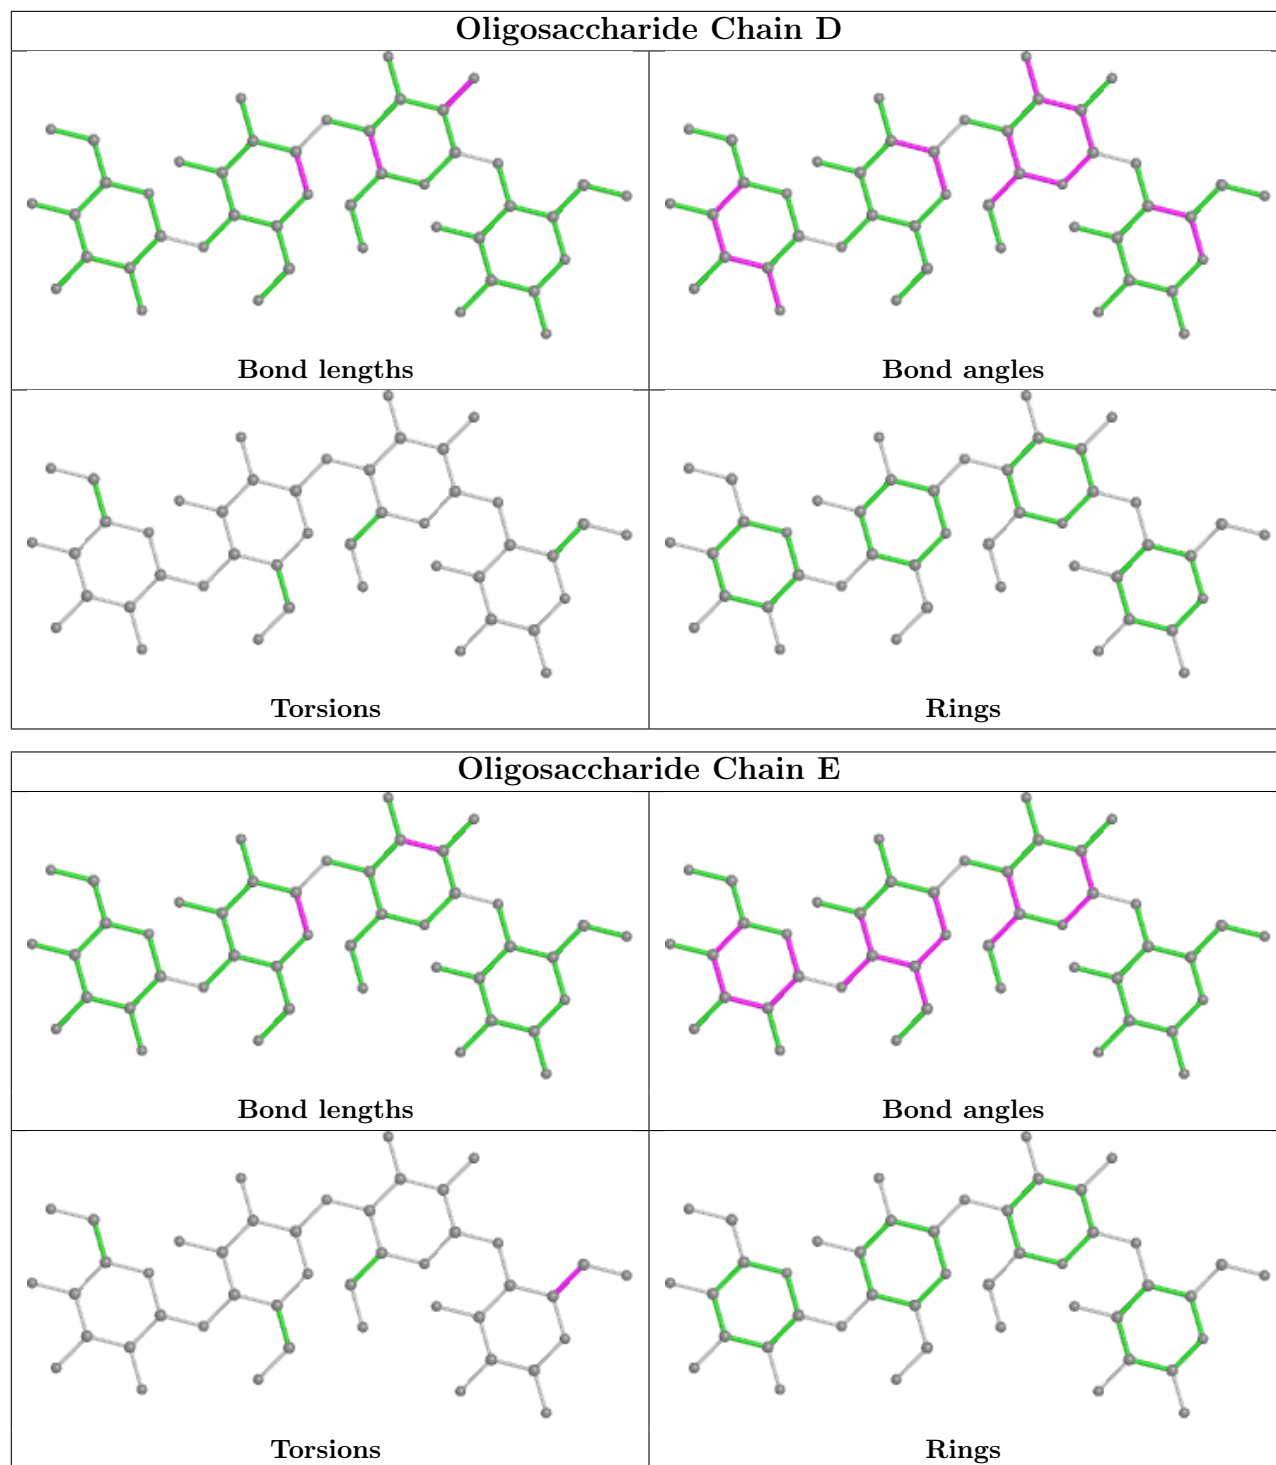 Oligosaccharide Chain D
Bond lengths
Bond angles
Torsions
Rings
Oligosaccharide Chain E
Bond lengths
Bond angles
Torsions
Rings